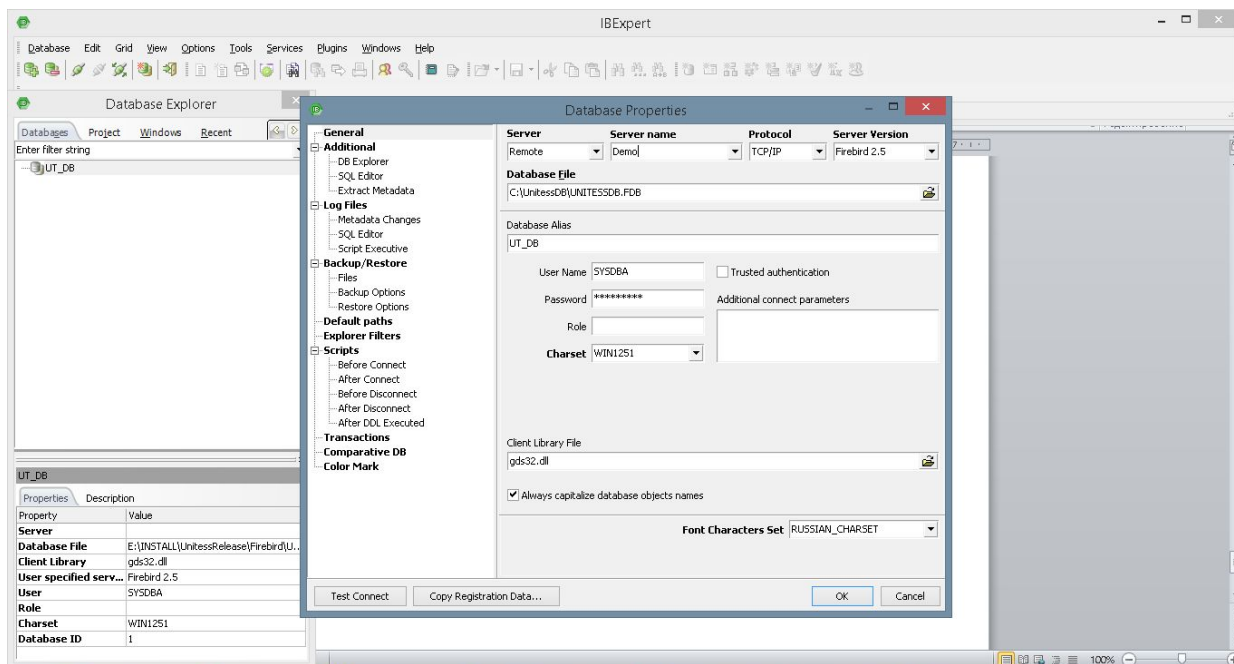 IBExpert
Database Edit Grid View Options Tools Services Plugins Windows Help
Database Explorer
Databases Project Windows Recent
Enter filter string
UT_DB
Database Properties
General
Additional
DB Explorer
SQL Editor
Extract Metadata
Log Files
Metadata Changes
SQL Editor
Script Executive
Backup/Restore
Files
Backup Options
Restore Options
Default paths
Explorer Filters
Scripts
Before Connect
After Connect
Before Disconnect
After Disconnect
After DDL Executed
Transactions
Comparative DB
Color Mark
Server Server name Protocol Server Version
Remote Demo TCP/IP Firebird 2.5
Database File
C:\UnitessDB\UNITESSDB.FDB
Database Alias
UT_DB
User Name SYSDBA Trusted authentication
Password ********* Additional connect parameters
Role
Charset WIN1251
Client Library File
gds32.dll
Always capitalize database objects names
Font Characters Set RUSSIAN_CHARSET
Test Connect Copy Registration Data... OK Cancel
UT_DB
Properties Description
Property Value
Server
Database File E:\INSTALL\UnitessRelease\Firebird\U...
Client Library gds32.dll
User specified serv... Firebird 2.5
User SYSDBA
Role
Charset WIN1251
Database ID 1
100%